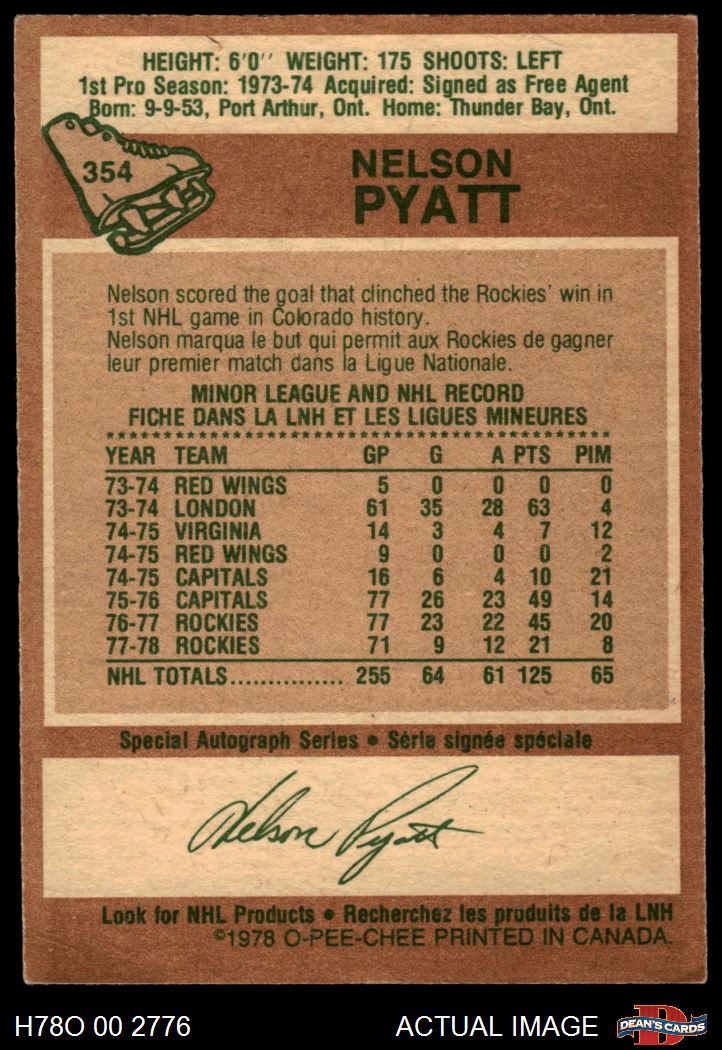 HEIGHT: 6'0'' WEIGHT: 175 SHOOTS: LEFT
1st Pro Season: 1973-74 Acquired: Signed as Free Agent
Born: 9-9-53, Port Arthur, Ont. Home: Thunder Bay, Ont.
354
NELSON
PYATT
Nelson scored the goal that clinched the Rockies' win in
1st NHL game in Colorado history.
Nelson marqua le but qui permit aux Rockies de gagner
leur premier match dans la Ligue Nationale.
MINOR LEAGUE AND NHL RECORD
FICHE DANS LA LNH ET LES LIGUES MINEURES
YEAR TEAM GP G A PTS PIM
73-74 RED WINGS 5 0 0 0 0
73-74 LONDON 61 35 28 63 4
74-75 VIRGINIA 14 3 4 7 12
74-75 RED WINGS 9 0 0 0 2
74-75 CAPITALS 16 6 4 10 21
75-76 CAPITALS 77 26 23 49 14
76-77 ROCKIES 77 23 22 45 20
77-78 ROCKIES 71 9 12 21 8
NHL TOTALS............... 255 64 61 125 65
Special Autograph Series • Série signée spéciale
Nelson Pyatt
Look for NHL Products • Recherchez les produits de la LNH
©1978 O-PEE-CHEE PRINTED IN CANADA.
H78O 00 2776 ACTUAL IMAGE D DEAN'S CARDS